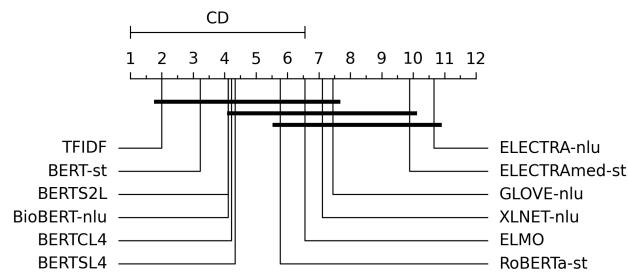 CD
1 2 3 4 5 6 7 8 9 10 11 12
TFIDF ELECTRA-nlu
BERT-st ELECTRAmed-st
BERTS2L GLOVE-nlu
BioBERT-nlu XLNET-nlu
BERTCL4 ELMO
BERTSL4 RoBERTa-st